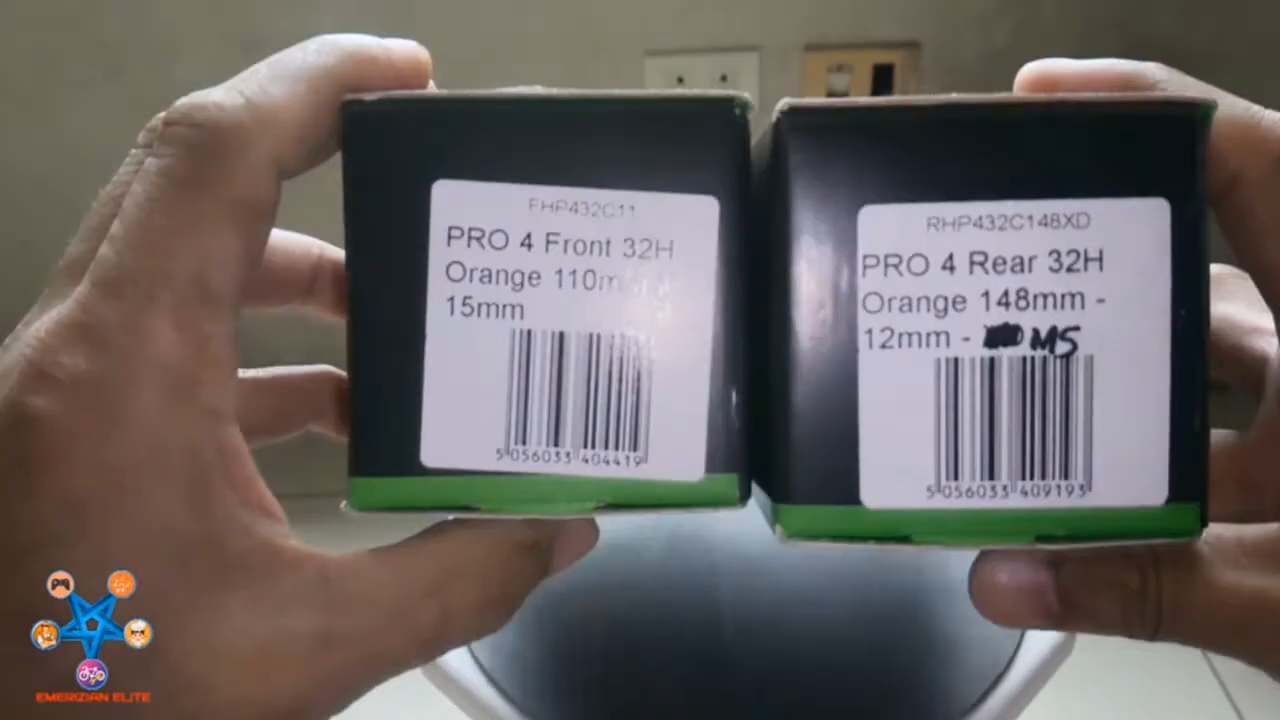 FHP432C11
PRO 4 Front 32H
Orange 110m
15mm
5 056033 404419
RHP432C148XD
PRO 4 Rear 32H
Orange 148mm -
12mm - MS
5 056033 409193
EMERIZIAN ELITE